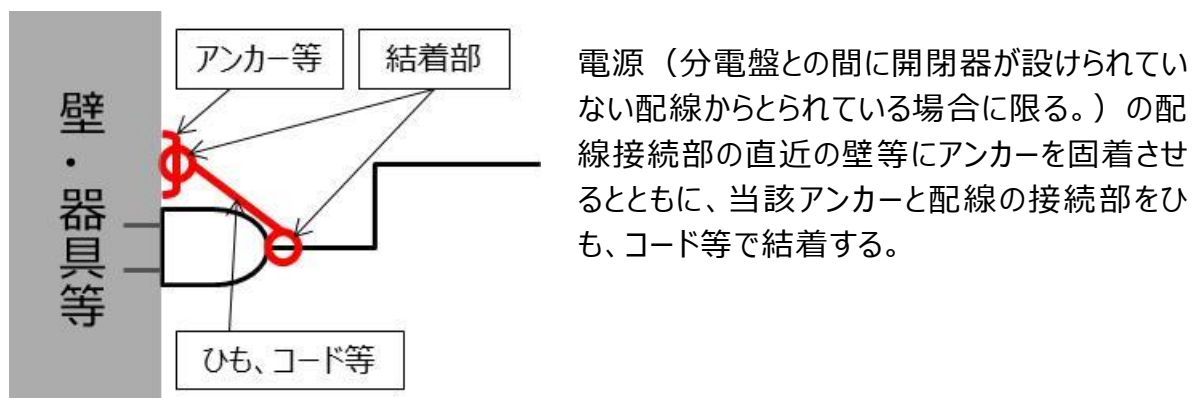 壁・器具等
アンカー等
結着部
ひも、コード等
電源（分電盤との間に開閉器が設けられてい
ない配線からとられている場合に限る。）の配
線接続部の直近の壁等にアンカーを固着させ
るとともに、当該アンカーと配線の接続部をひ
も、コード等で結着する。